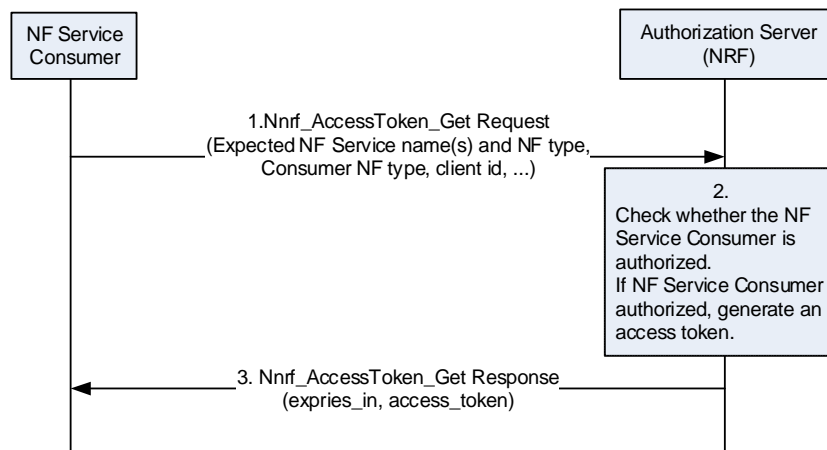 NF Service
Consumer
Authorization Server
(NRF)
1.Nnrf_AccessToken_Get Request
(Expected NF Service name(s) and NF type,
Consumer NF type, client id, ...)
2.
Check whether the NF
Service Consumer is
authorized.
If NF Service Consumer
authorized, generate an
access token.
3. Nnrf_AccessToken_Get Response
(expries_in, access_token)